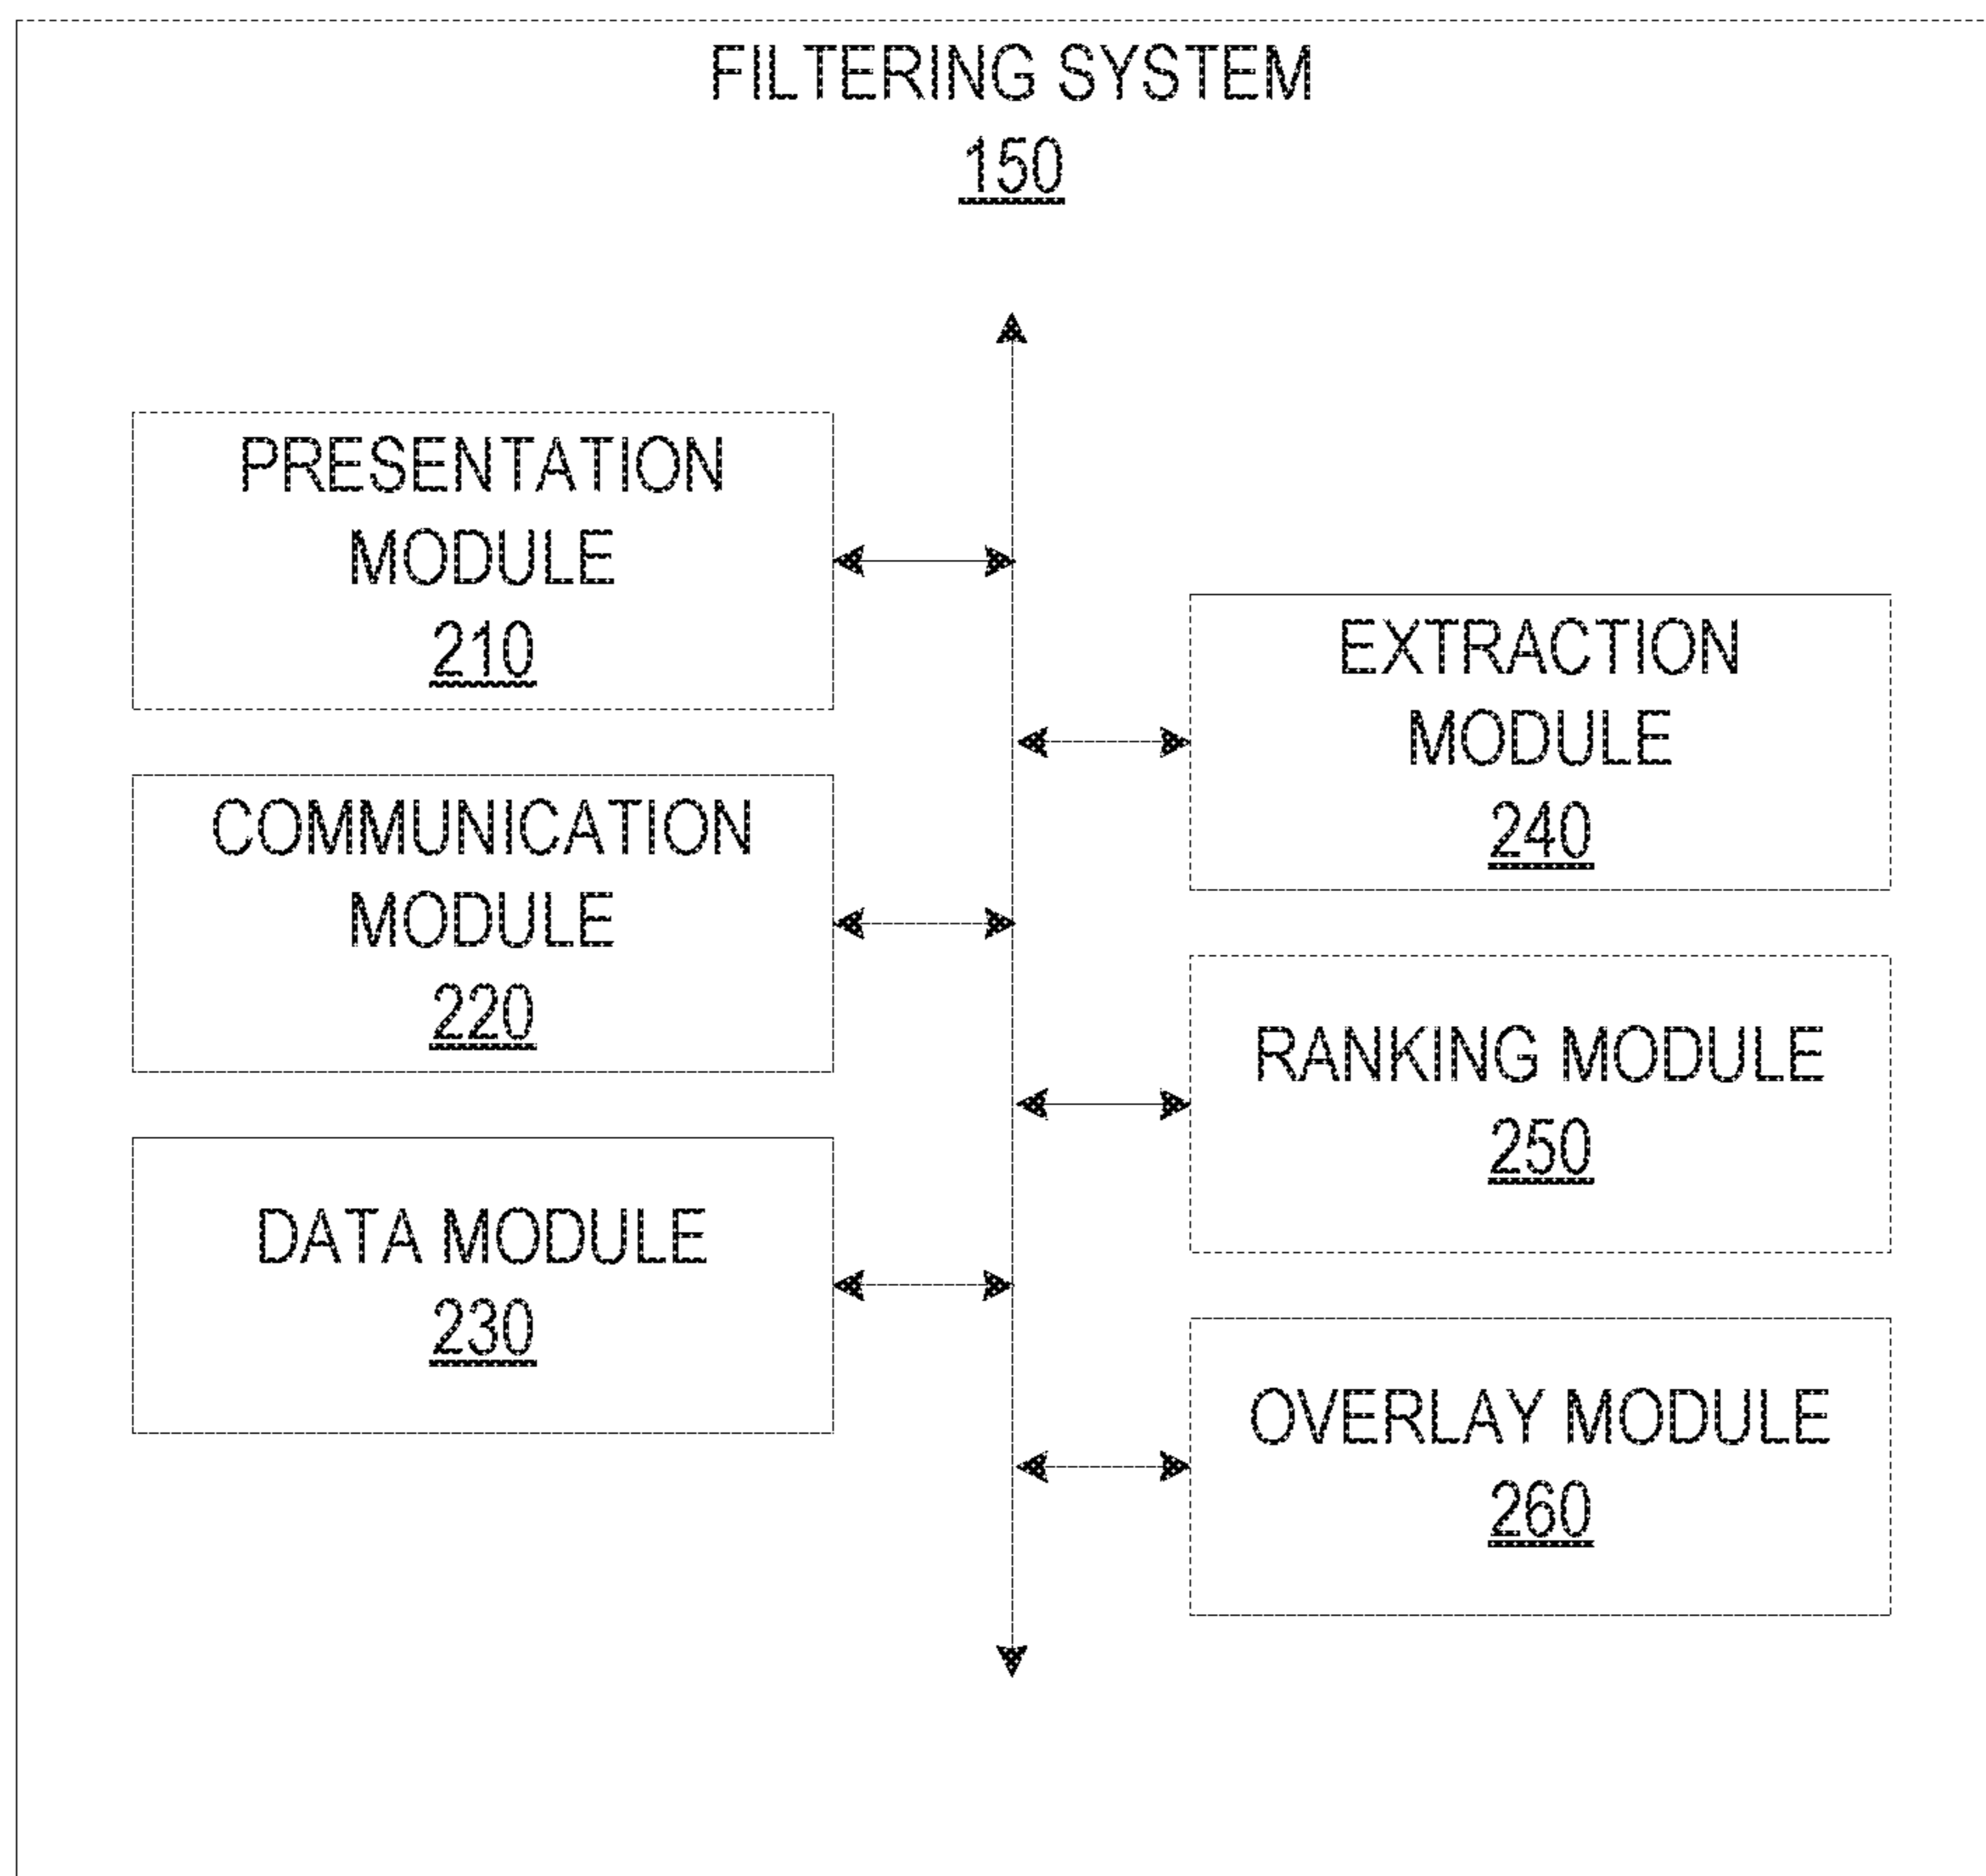 FILTERING SYSTEM
150
PRESENTATION
MODULE
210
COMMUNICATION
MODULE
220
DATA MODULE
230
EXTRACTION
MODULE
240
RANKING MODULE
250
OVERLAY MODULE
260